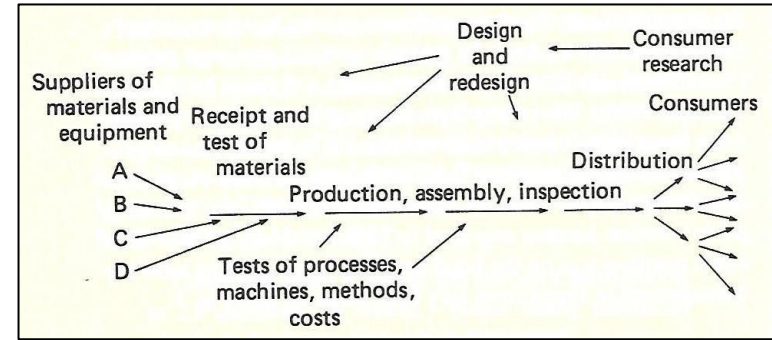 Design
and
redesign
Consumer
research
Suppliers of
materials and
equipment
Receipt and
test of
materials
Consumers
A
B
C
D
Distribution
Production, assembly, inspection
Tests of processes,
machines, methods,
costs